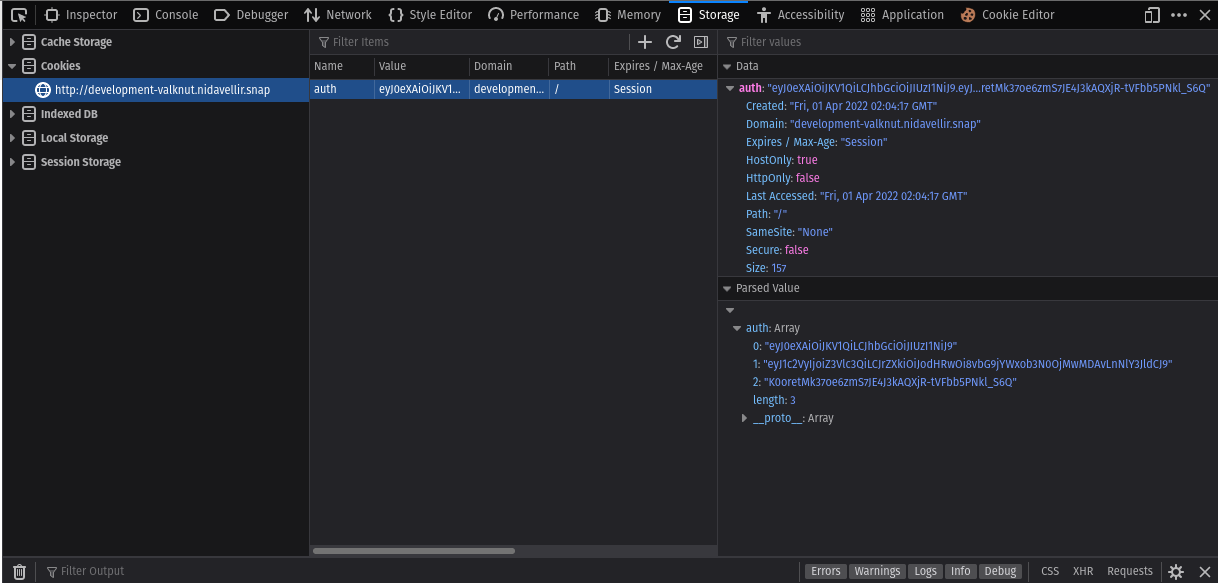 Inspector Console Debugger Network Style Editor Performance Memory Storage Accessibility Application Cookie Editor
Cache Storage
Cookies
http://development-valknut.nidavellir.snap
Indexed DB
Local Storage
Session Storage
Filter Items
Name Value Domain Path Expires / Max-Age
auth eyJ0eXAiOiJKV1... developmen... / Session
Filter values
Data
auth: "eyJ0eXAiOiJKV1QiLCJhbGciOiJIUzI1NiJ9.eyJ...retMk37oe6zmS7JE4J3kAQXjR-tVFbb5PNkl_S6Q"
Created: "Fri, 01 Apr 2022 02:04:17 GMT"
Domain: "development-valknut.nidavellir.snap"
Expires / Max-Age: "Session"
HostOnly: true
HttpOnly: false
Last Accessed: "Fri, 01 Apr 2022 02:04:17 GMT"
Path: "/"
SameSite: "None"
Secure: false
Size: 157
Parsed Value
auth: Array
0: "eyJ0eXAiOiJKV1QiLCJhbGciOiJIUzI1NiJ9"
1: "eyJ1c2VyIjoiZ3Vlc3QiLCJrZXkiOiJodHRwOi8vbG9jYWxob3N0OjMwMDAvLnNlY3JldCJ9"
2: "K0oretMk37oe6zmS7JE4J3kAQXjR-tVFbb5PNkl_S6Q"
length: 3
__proto__: Array
Filter Output
Errors Warnings Logs Info Debug CSS XHR Requests